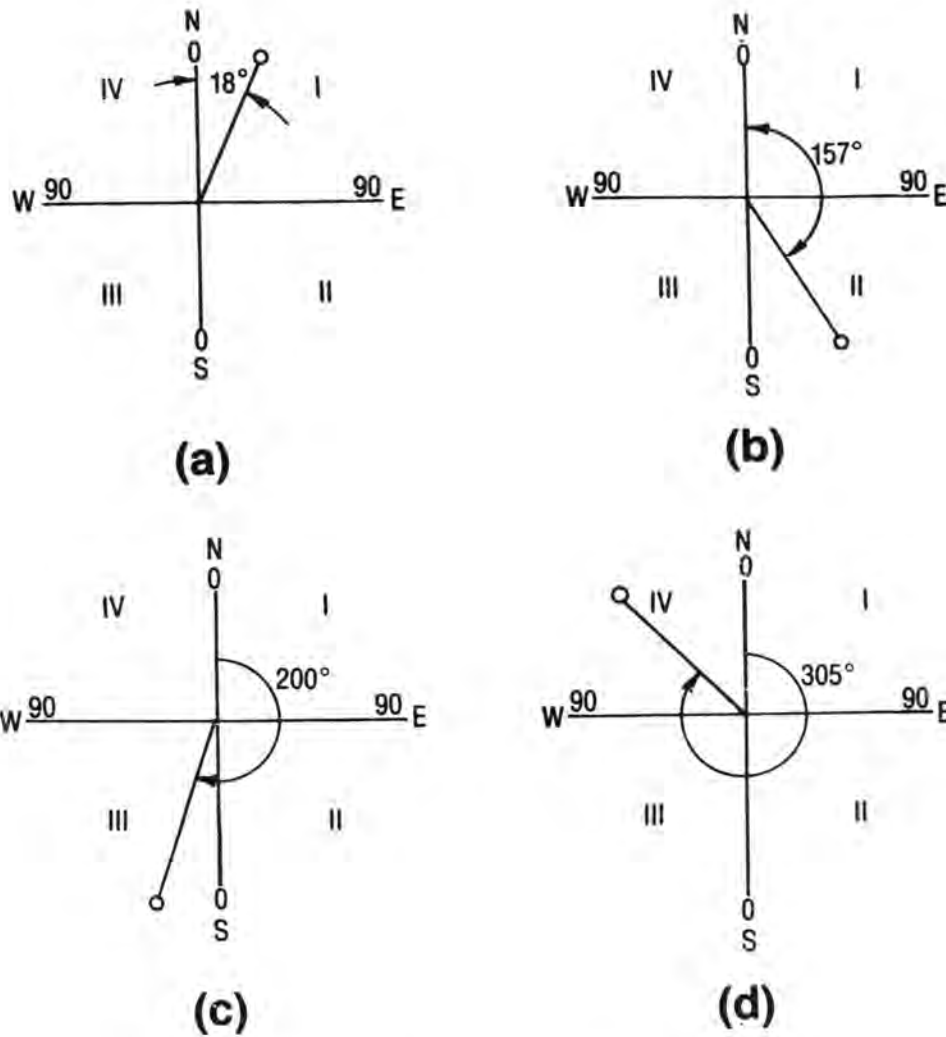 N
0
IV 18° I
W 90 90 E
III II
0
S
(a)
N
0
IV I
157°
W 90 90 E
III II
0
S
(b)
N
0
IV I
200°
W 90 90 E
III II
0
S
(c)
N
0
IV I
305°
W 90 90 E
III II
0
S
(d)